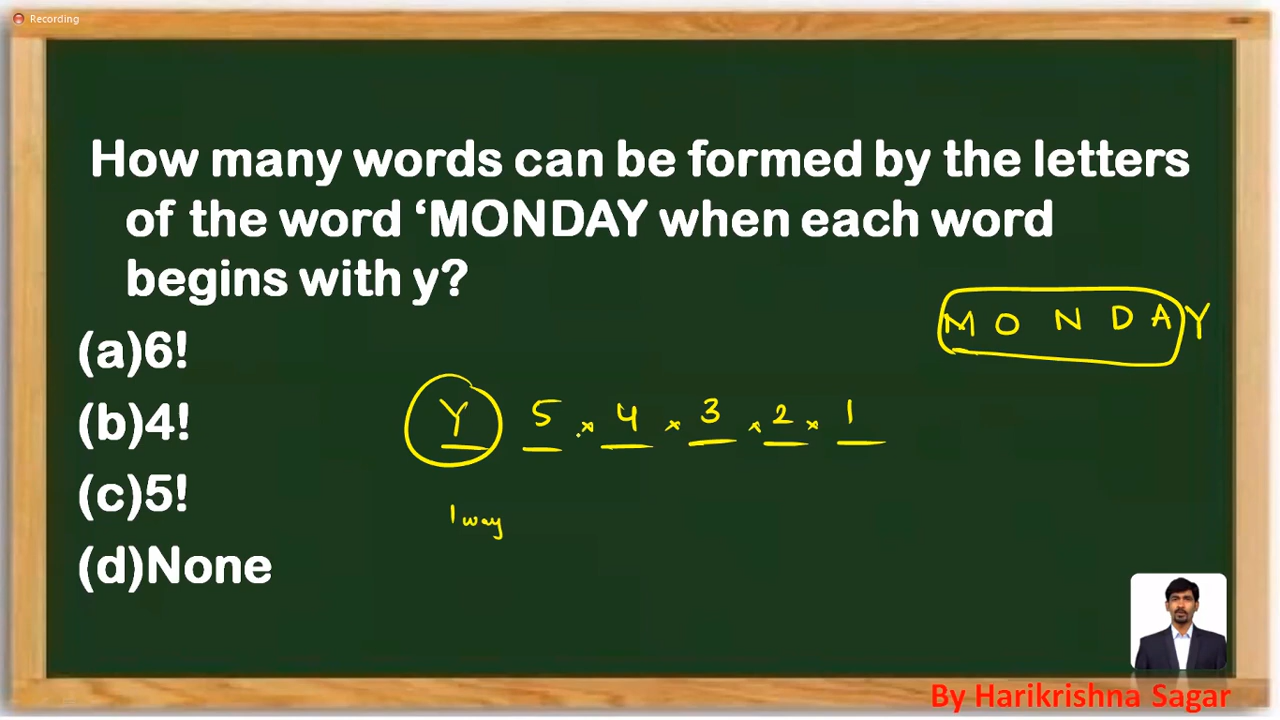 Recording
How many words can be formed by the letters
of the word ‘MONDAY when each word
begins with y?
M O N D A Y
(a)6!
(b)4!
(c)5!
(d)None
Y 5 × 4 × 3 × 2 × 1
1 way
By Harikrishna Sagar